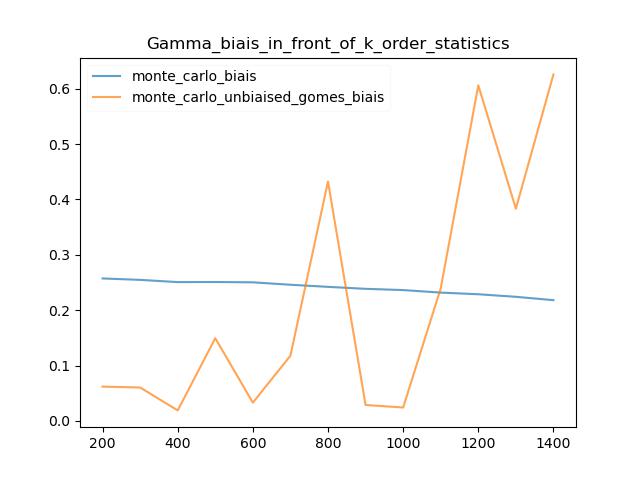 Gamma_biais_in_front_of_k_order_statistics
monte_carlo_biais
monte_carlo_unbiaised_gomes_biais
0.6
0.5
0.4
0.3
0.2
0.1
0.0
200 400 600 800 1000 1200 1400